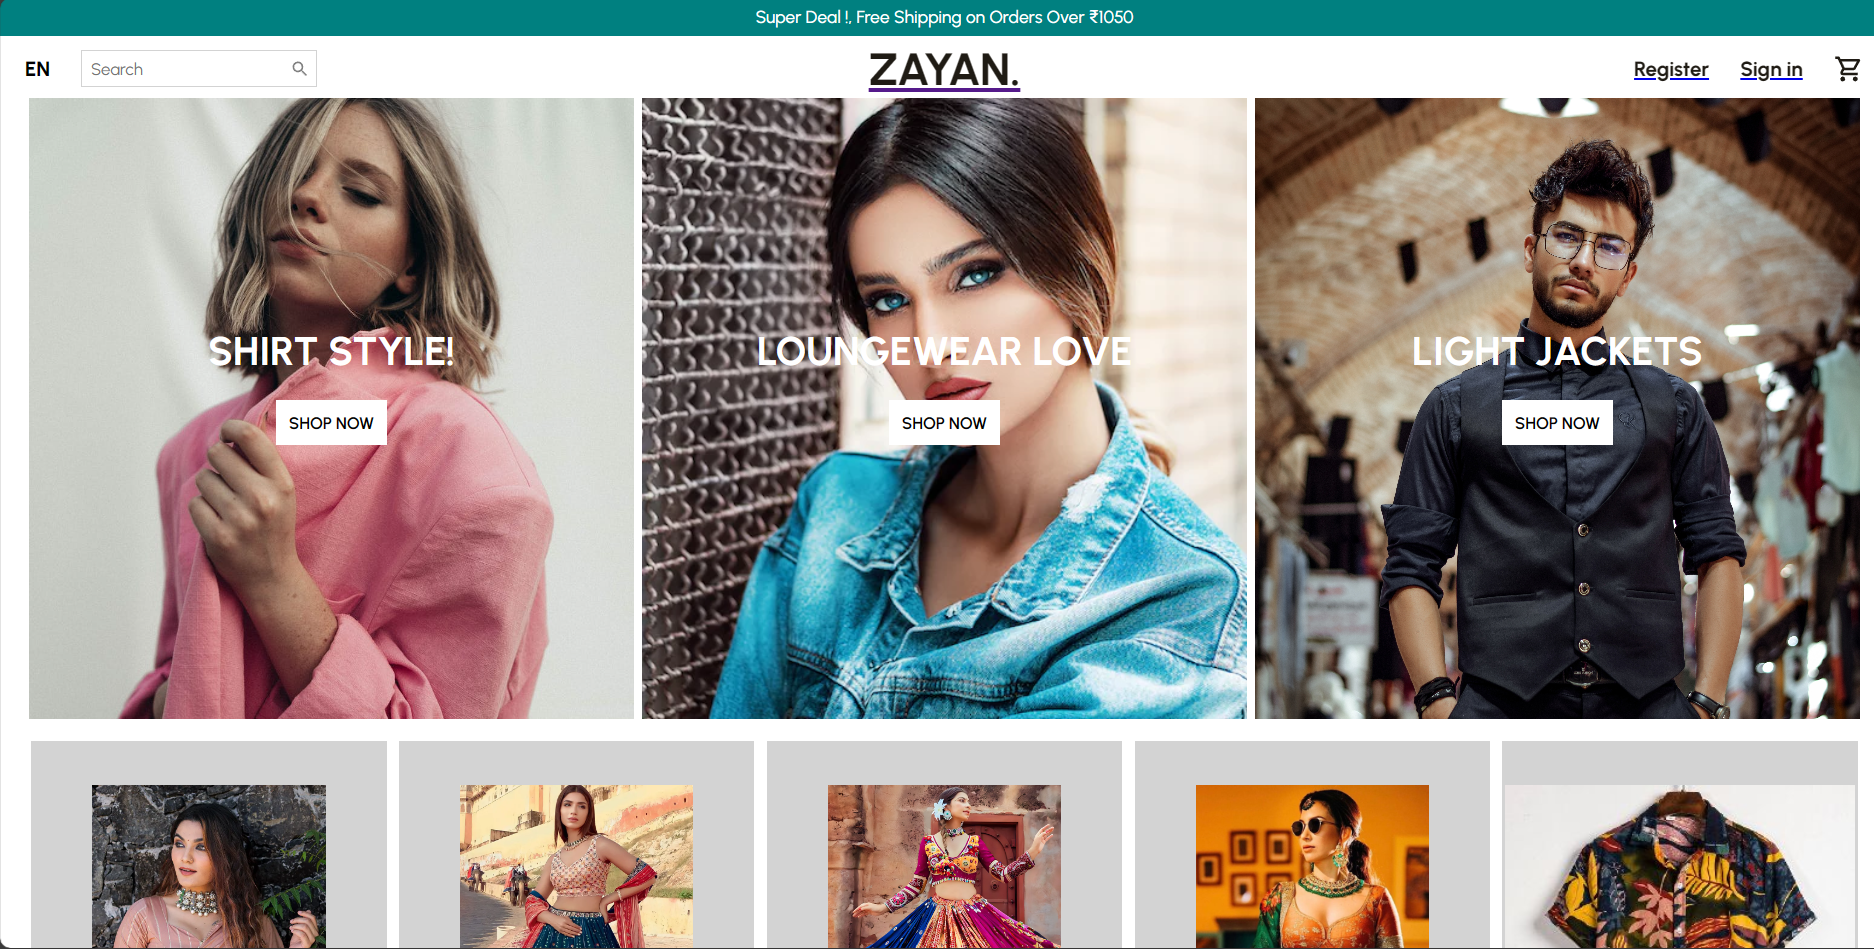 Super Deal !, Free Shipping on Orders Over ₹1050
EN
Search
ZAYAN.
Register
Sign in
SHIRT STYLE!
SHOP NOW
LOUNGEWEAR LOVE
SHOP NOW
LIGHT JACKETS
SHOP NOW